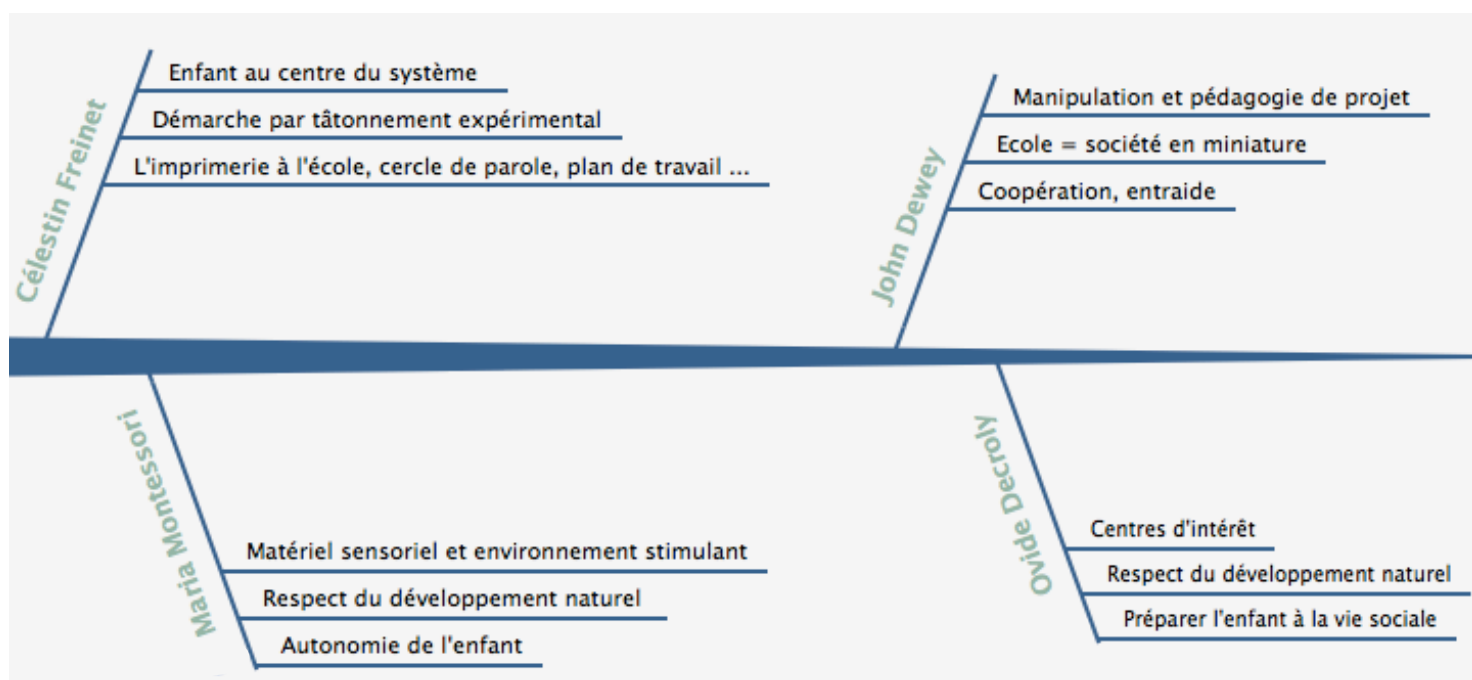 Célestin Freinet
Enfant au centre du système
Démarche par tâtonnement expérimental
L'imprimerie à l'école, cercle de parole, plan de travail ...
John Dewey
Manipulation et pédagogie de projet
Ecole = société en miniature
Coopération, entraide
Maria Montessori
Matériel sensoriel et environnement stimulant
Respect du développement naturel
Autonomie de l'enfant
Ovide Decroly
Centres d'intérêt
Respect du développement naturel
Préparer l'enfant à la vie sociale